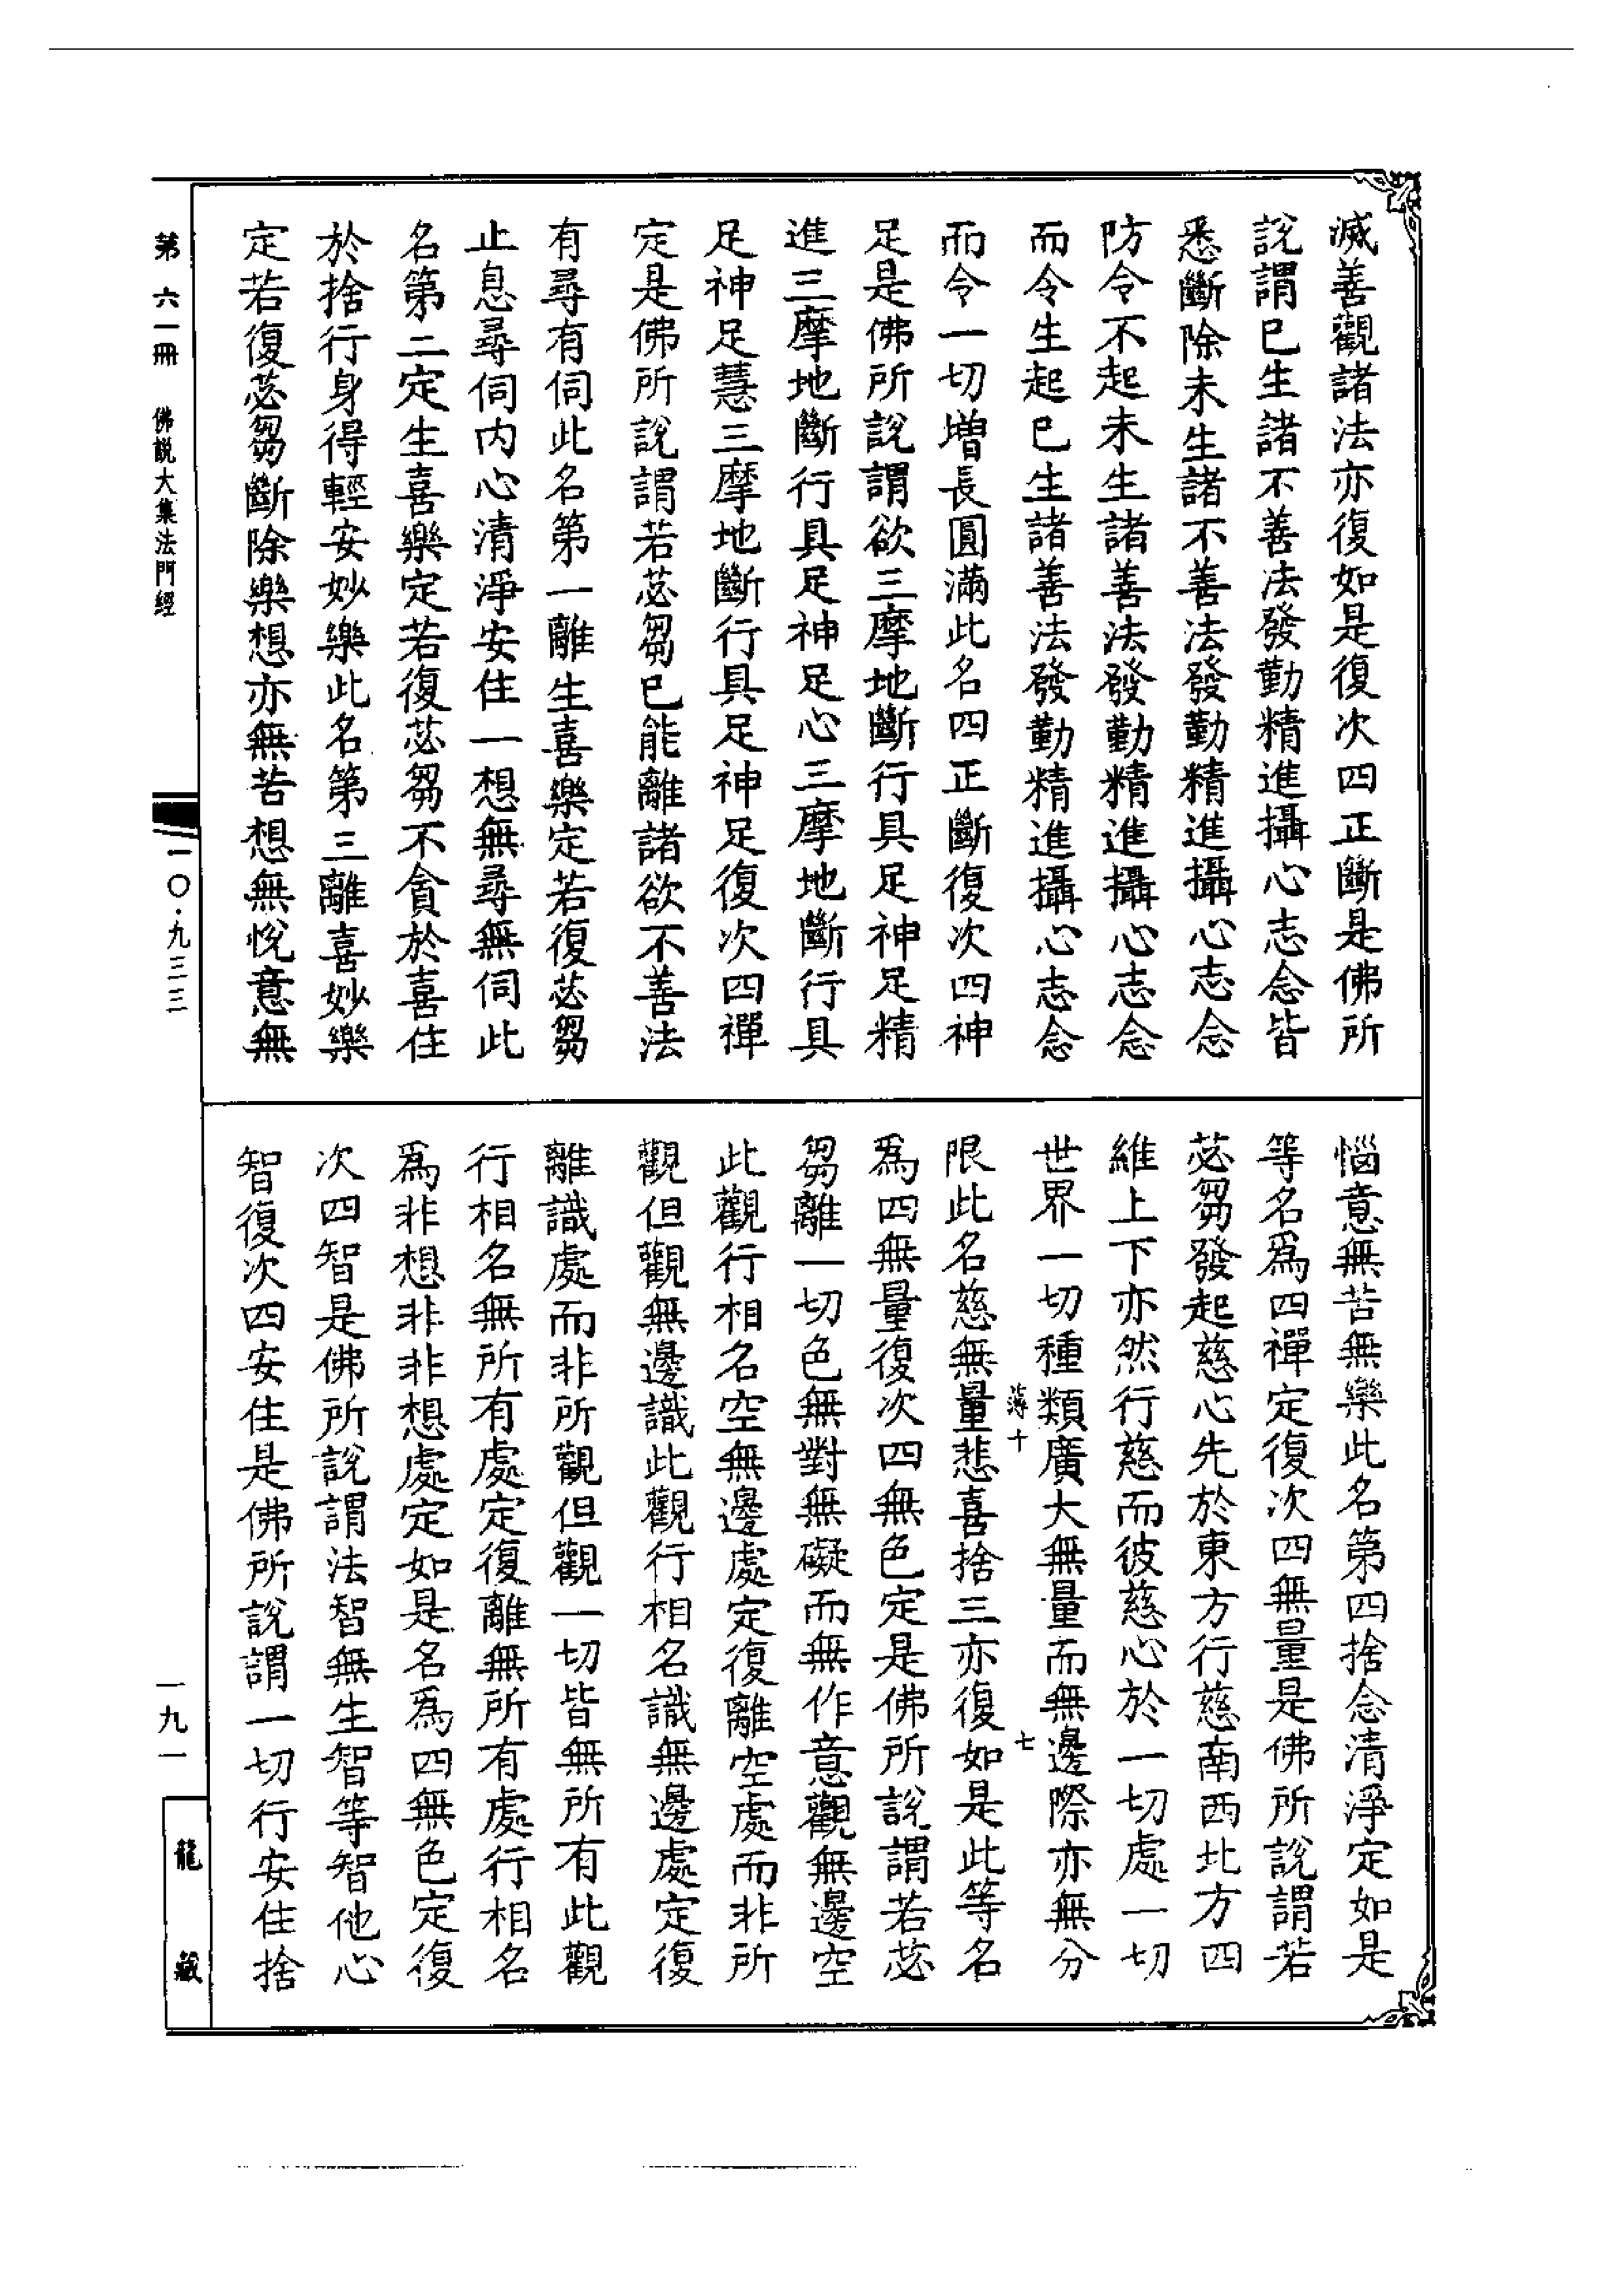 滅善觀諸法亦復如是復次四正斷是佛所
說謂已生諸不善法發勤精進攝心志念皆
悉斷除未生諸不善法發勤精進攝心志念
防令不起未生諸善法發勤精進攝心志念
而令生起已生諸善法發勤精進攝心志念
而令一切增長圓滿此名四正斷復次四神
足是佛所說謂欲三摩地斷行具足神足精
進三摩地斷行具足神足心三摩地斷行具
足神足慧三摩地斷行具足神足復次四禪
定是佛所說謂若苾芻已能離諸欲不善法
有尋有伺此名第一離生喜樂定若復苾芻
止息尋伺內心清淨安住一想無尋無伺此
名第二定生喜樂定若復苾芻不貪於喜住
於捨行身得輕安妙樂此名第三離喜妙樂
定若復苾芻斷除樂想亦無苦想無悅意無
惱意無苦無樂此名第四捨念清淨定如是
等名爲四禪定復次四無量是佛所說謂若
苾芻發起慈心先於東方行慈南西北方四
維上下亦然行慈而彼慈心於一切處一切
世界一切種類廣大無量而無邊際亦無分
薄十 七
限此名慈無量悲喜捨三亦復如是此等名
爲四無量復次四無色定是佛所說謂若苾
芻離一切色無對無礙而無作意觀無邊空
此觀行相名空無邊處定復離空處而非所
觀但觀無邊識此觀行相名識無邊處定復
離識處而非所觀但觀一切皆無所有此觀
行相名無所有處定復離無所有處行相名
爲非想非非想處定如是名爲四無色定復
次四智是佛所說謂法智無生智等智他心
智復次四安住是佛所說謂一切行安住捨
第六一冊 佛說大集法門經
一〇·九三三
一九一
龍藏